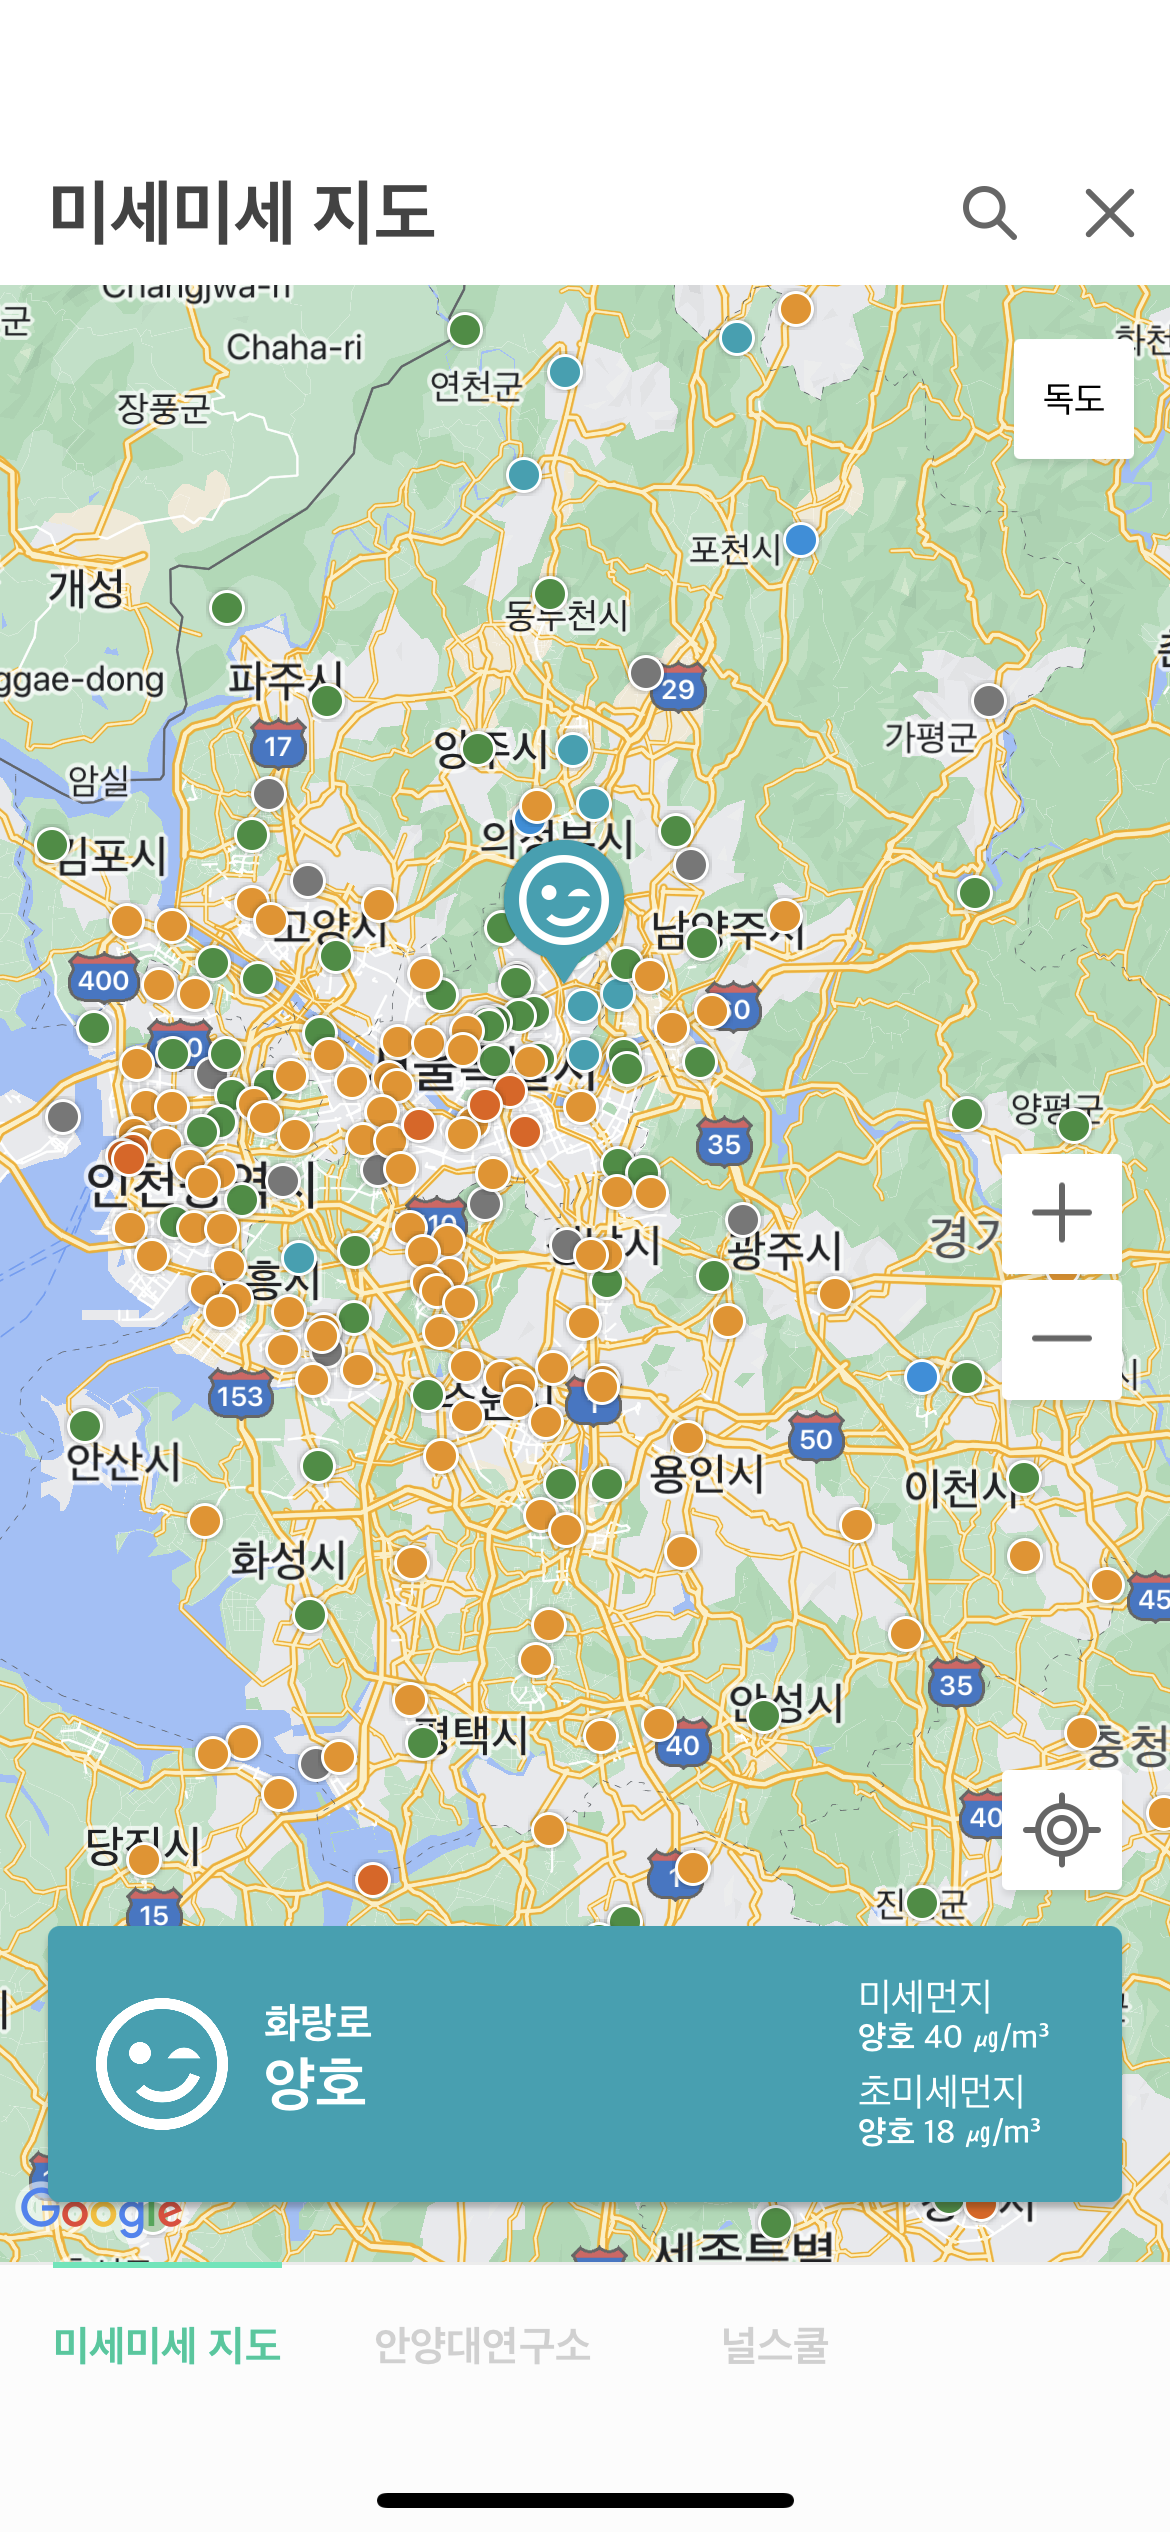 미세미세 지도
Chaha-ri
군
장풍군
연천군
독도
포천시
개성
동두천시
ggae-dong
파주시
29
17
양주시
가평군
암실
김포시
의정부시
고양시
남양주시
400
60
서울특별시
35
양평군
인천광역시
10
성남시
광주시
경기
시흥시
153
수원시
1
50
안산시
용인시
이천시
화성시
45
35
안성시
평택시
40
충청
당진시
40
1
15
진천군
화랑로
양호
미세먼지
양호 40 ㎍/m³
초미세먼지
양호 18 ㎍/m³
Google
세종특별
미세미세 지도
안양대연구소
널스쿨